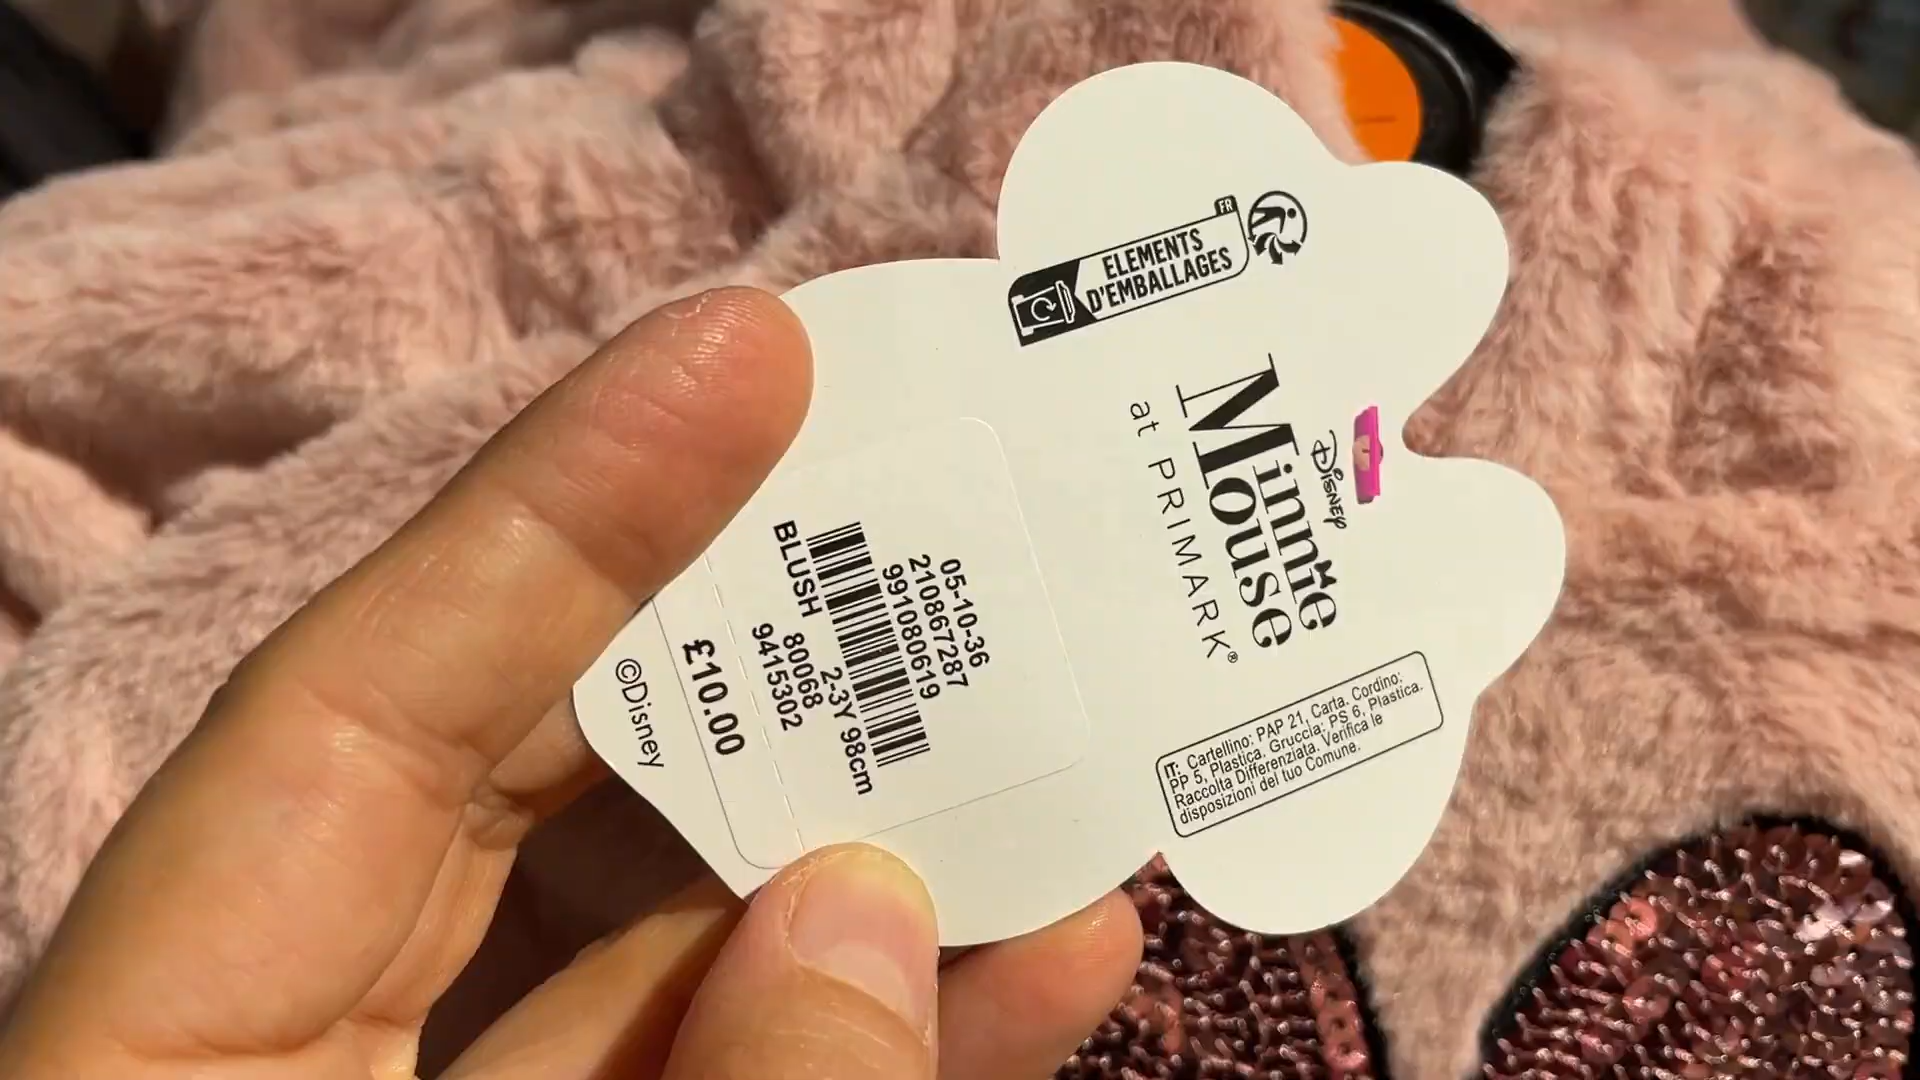 FR
ELEMENTS
D'EMBALLAGES
Disney
Minnie
Mouse
at PRIMARK®
IT: Cartellino: PAP 21, Carta. Cordino:
PP 5, Plastica. Gruccia: PS 6, Plastica.
Raccolta Differenziata. Verifica le
disposizioni del tuo Comune.
05-10-36
210867287
991080619
BLUSH 2-3Y 98cm
80068
9415302
£10.00
©Disney